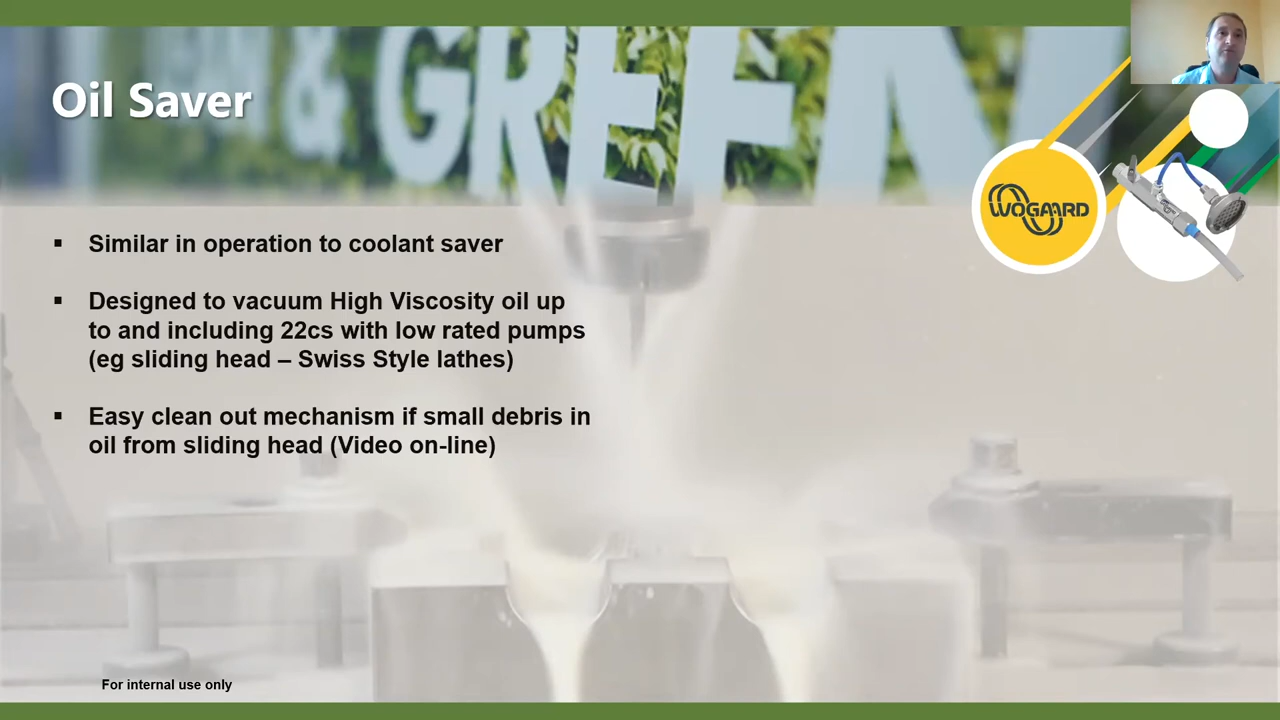 & GREEN
Oil Saver
WOGAARD
▪ Similar in operation to coolant saver
▪ Designed to vacuum High Viscosity oil up
to and including 22cs with low rated pumps
(eg sliding head – Swiss Style lathes)
▪ Easy clean out mechanism if small debris in
oil from sliding head (Video on-line)
For internal use only